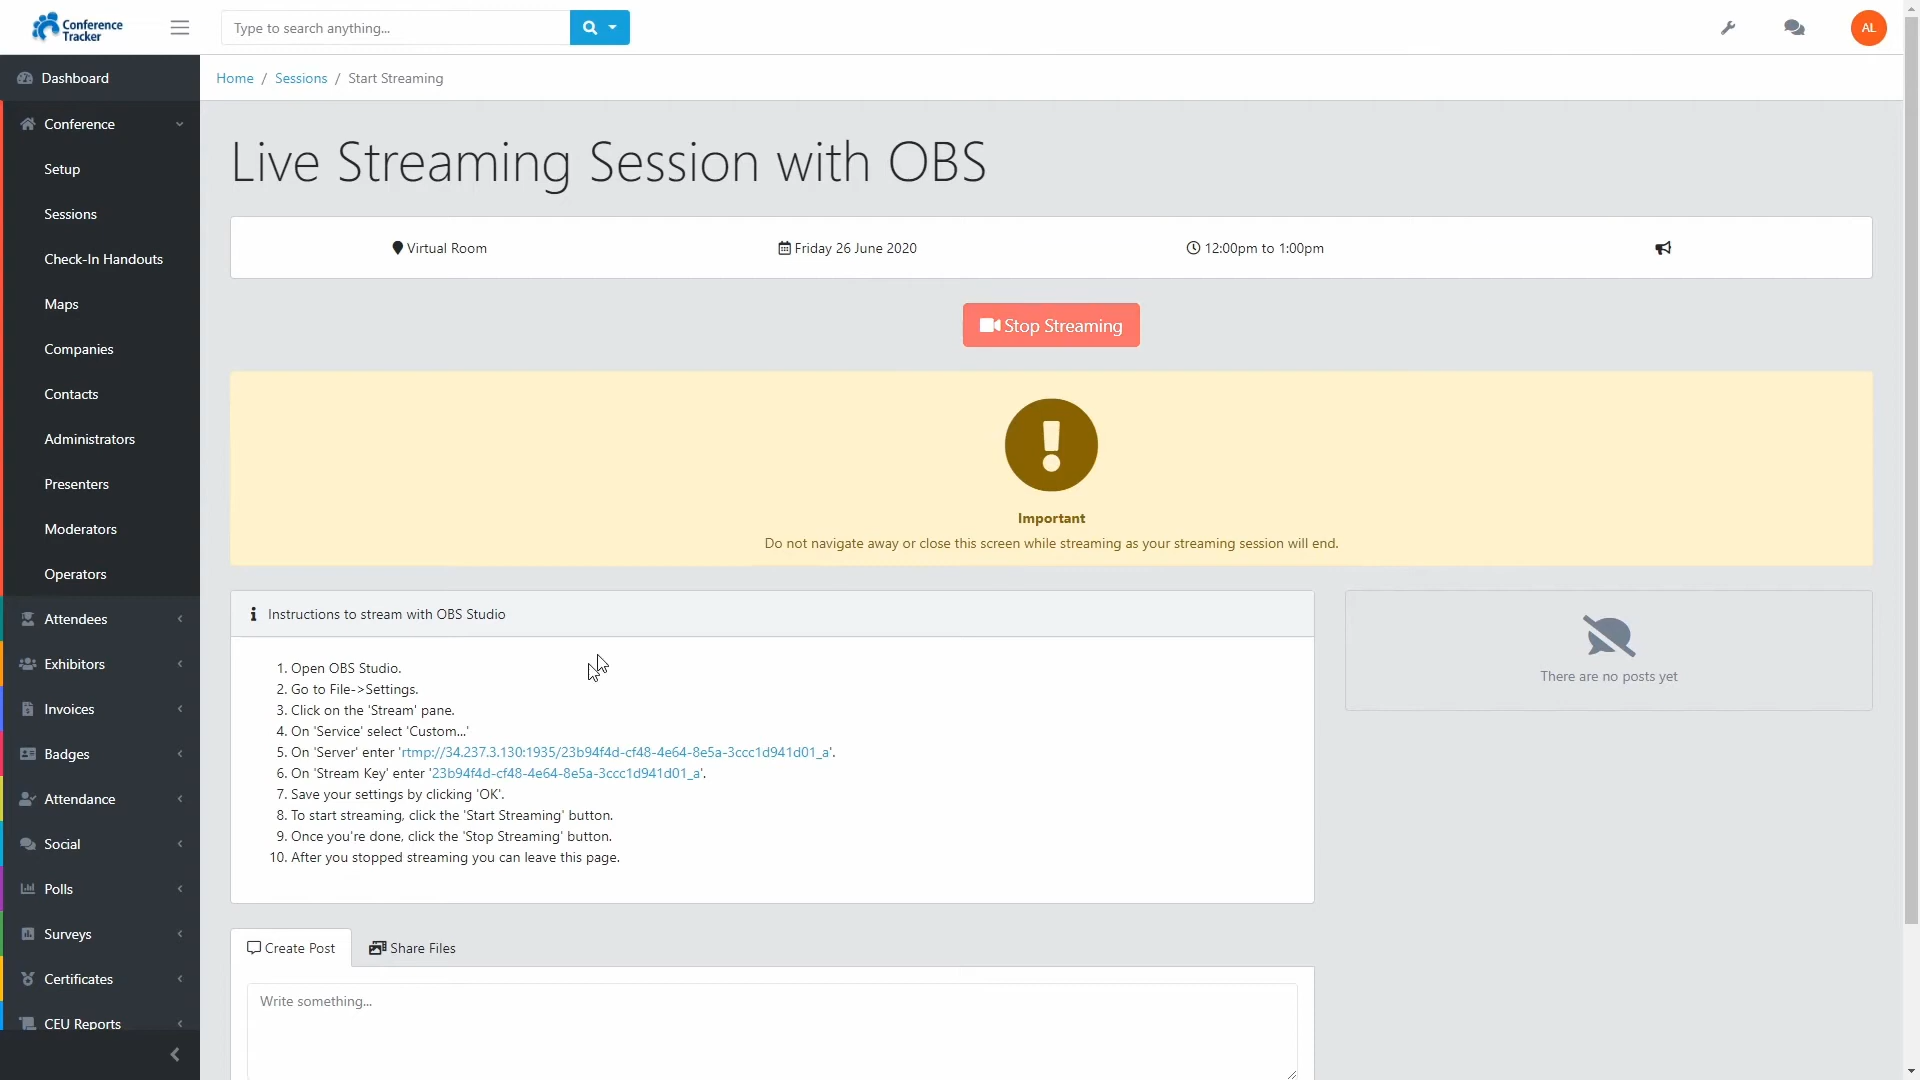 Conference
Tracker
Type to search anything...
AL
Dashboard
Home / Sessions / Start Streaming
Conference
Setup
Sessions
Check-In Handouts
Maps
Companies
Contacts
Administrators
Presenters
Moderators
Operators
Attendees
Exhibitors
Invoices
Badges
Attendance
Social
Polls
Surveys
Certificates
CEU Reports
Live Streaming Session with OBS
Virtual Room
Friday 26 June 2020
12:00pm to 1:00pm
Stop Streaming
Important
Do not navigate away or close this screen while streaming as your streaming session will end.
Instructions to stream with OBS Studio
1. Open OBS Studio.
2. Go to File->Settings.
3. Click on the 'Stream' pane.
4. On 'Service' select 'Custom...'
5. On 'Server' enter 'rtmp://34.237.3.130:1935/23b94f4d-cf48-4e64-8e5a-3ccc1d941d01_a'.
6. On 'Stream Key' enter '23b94f4d-cf48-4e64-8e5a-3ccc1d941d01_a'.
7. Save your settings by clicking 'OK'.
8. To start streaming, click the 'Start Streaming' button.
9. Once you're done, click the 'Stop Streaming' button.
10. After you stopped streaming you can leave this page.
There are no posts yet
Create Post
Share Files
Write something...